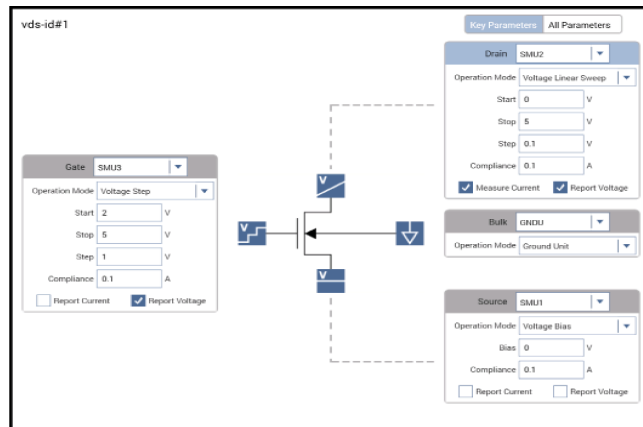 vds-id#1
Key Parameters All Parameters
Drain SMU2
Operation Mode Voltage Linear Sweep
Start 0 V
Stop 5 V
Step 0.1 V
Compliance 0.1 A
Measure Current Report Voltage
Gate SMU3
Operation Mode Voltage Step
Start 2 V
Stop 5 V
Step 1 V
Compliance 0.1 A
Report Current Report Voltage
V
V
V
Bulk GNDU
Operation Mode Ground Unit
Source SMU1
Operation Mode Voltage Bias
Bias 0 V
Compliance 0.1 A
Report Current Report Voltage